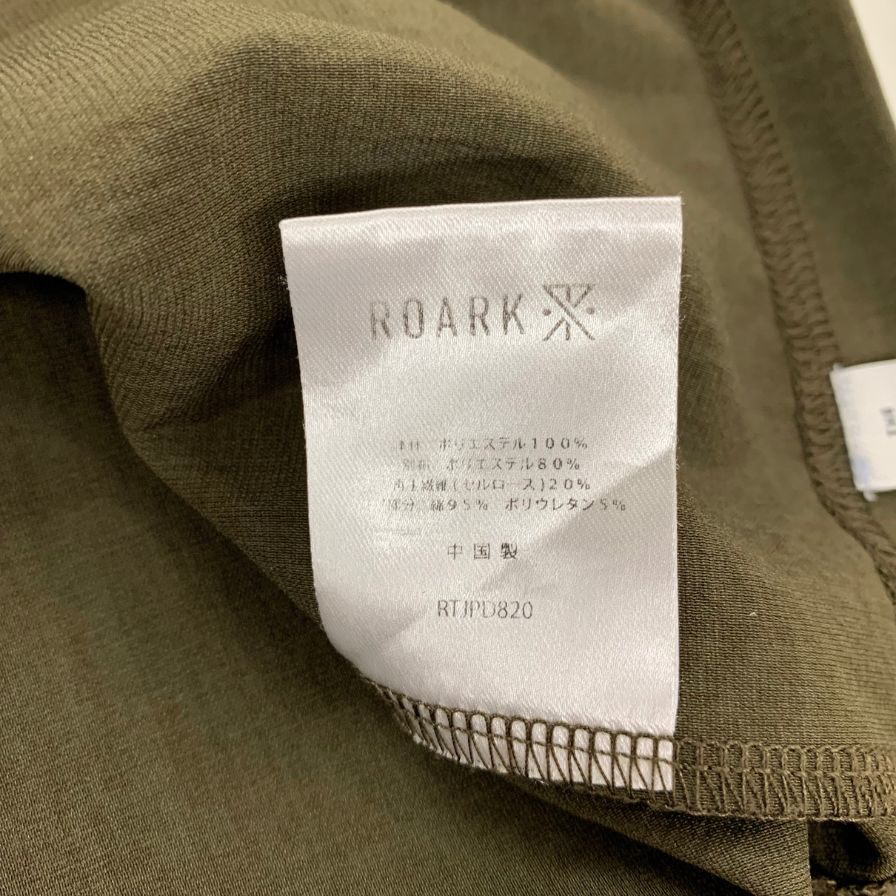 ROARK
本体 ポリエステル100%
別布 ポリエステル80%
再生繊維(セルロース)20%
部分 綿95% ポリウレタン5%
中国製
RTJPD820